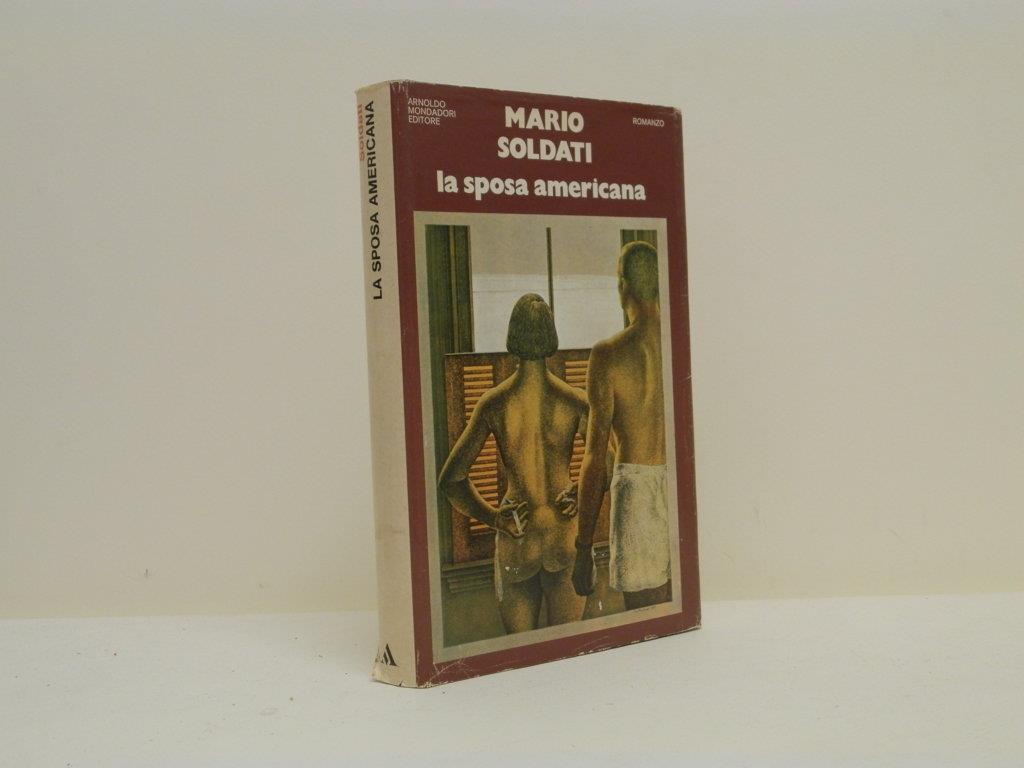 Soldati
LA SPOSA AMERICANA
ARNOLDO
MONDADORI
EDITORE
MARIO
SOLDATI
ROMANZO
la sposa americana